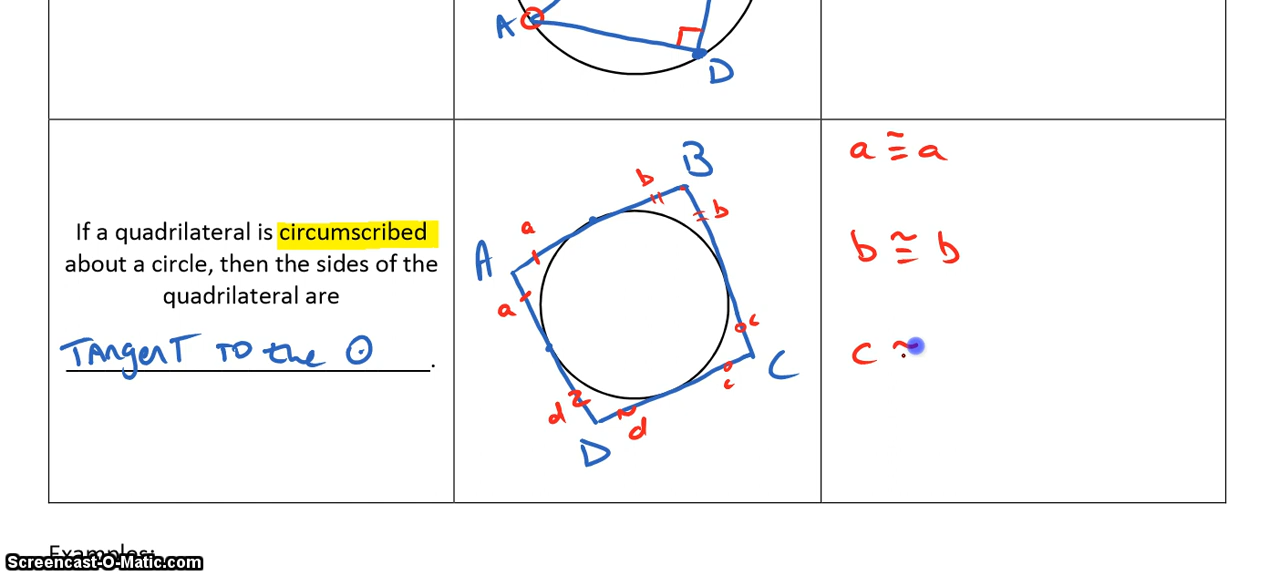 A
D
If a quadrilateral is circumscribed
about a circle, then the sides of the
quadrilateral are
TAngenT TO the ⊙
.
B
b
b
a
A
a
c
C
c
d
d
D
a ≅ a
b ≅ b
c ~
Examples:
Screencast-O-Matic.com